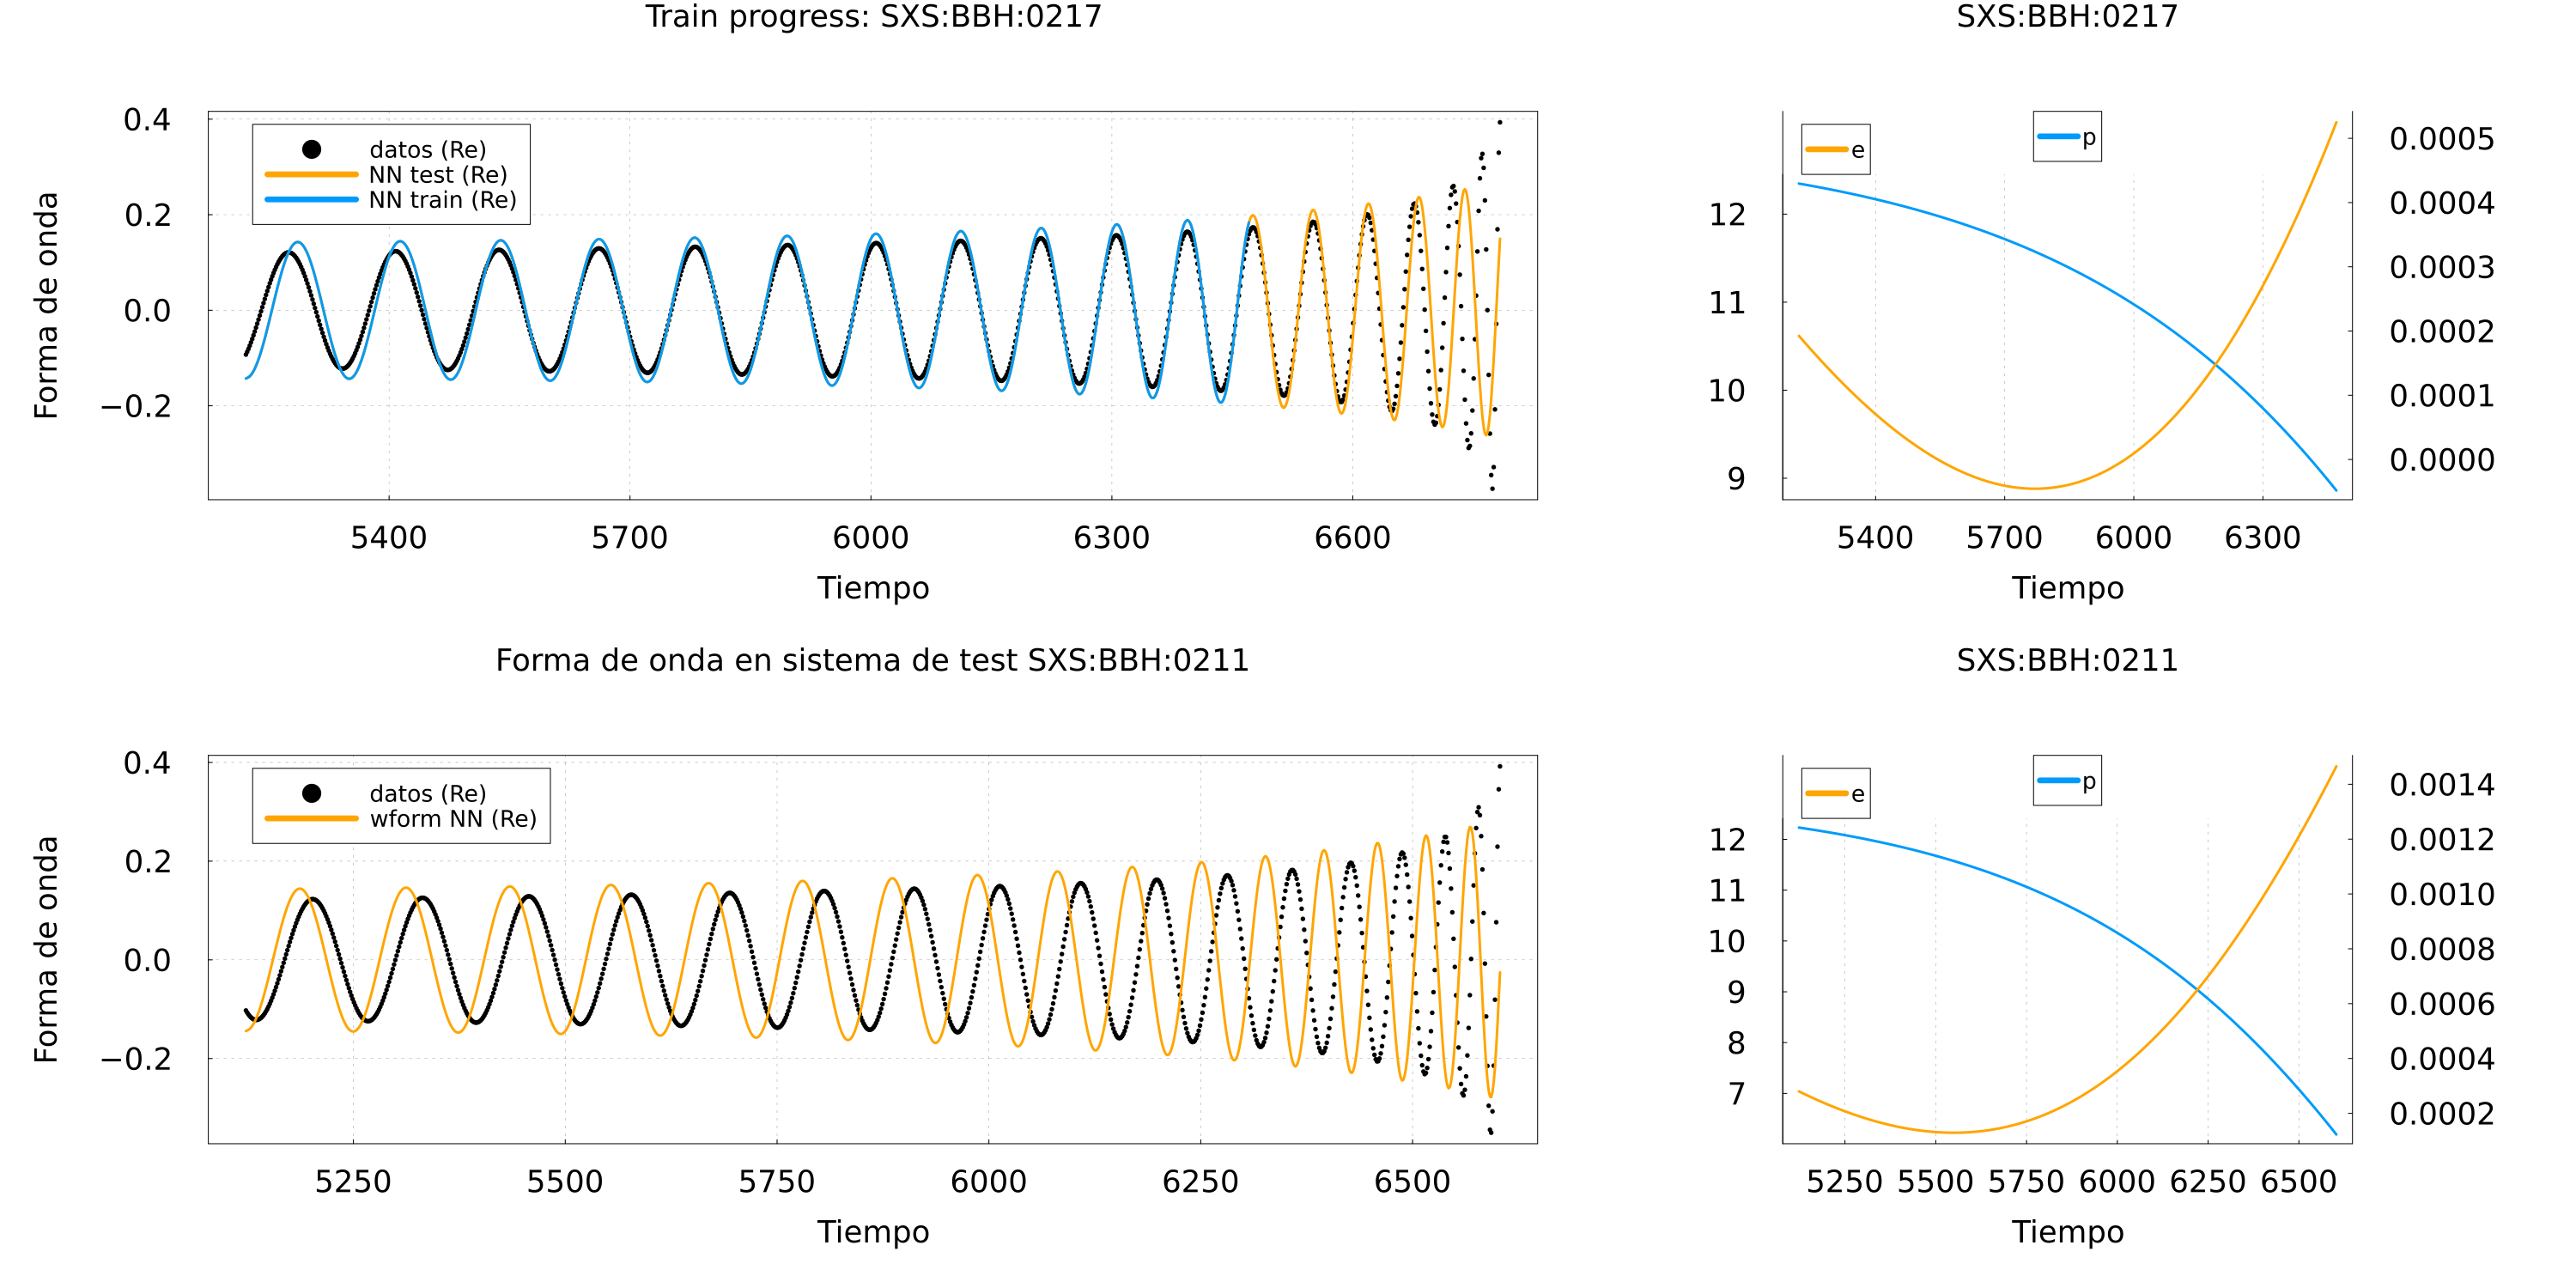 Train progress: SXS:BBH:0217
0.4
0.2
0.0
−0.2
Forma de onda
datos (Re)
NN test (Re)
NN train (Re)
5400 5700 6000 6300 6600
Tiempo
SXS:BBH:0217
e
p
12
11
10
9
0.0005
0.0004
0.0003
0.0002
0.0001
0.0000
5400 5700 6000 6300
Tiempo
Forma de onda en sistema de test SXS:BBH:0211
0.4
0.2
0.0
−0.2
Forma de onda
datos (Re)
wform NN (Re)
5250 5500 5750 6000 6250 6500
Tiempo
SXS:BBH:0211
e
p
12
11
10
9
8
7
0.0014
0.0012
0.0010
0.0008
0.0006
0.0004
0.0002
5250 5500 5750 6000 6250 6500
Tiempo